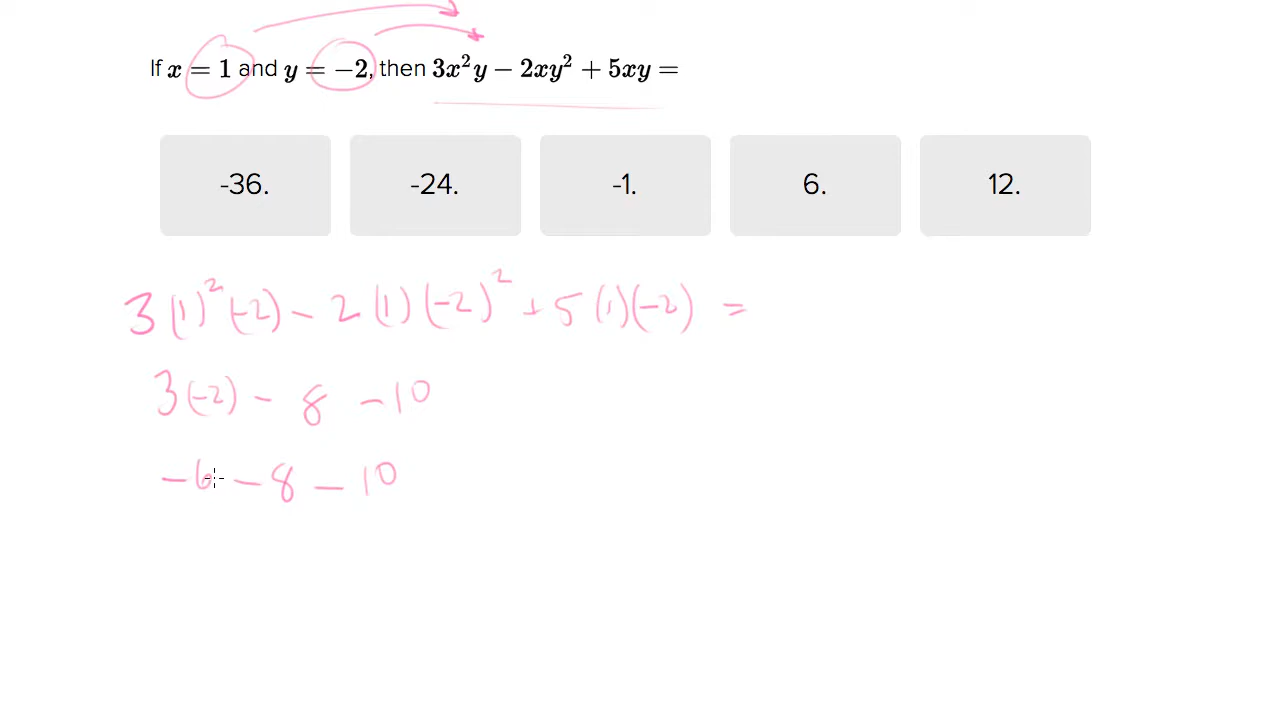 If x = 1 and y = −2, then 3x²y − 2xy² + 5xy =
-36. -24. -1. 6. 12.
3(1)²(-2) - 2(1)(-2)² + 5(1)(-2) =
3(-2) - 8 - 10
-6 - 8 - 10